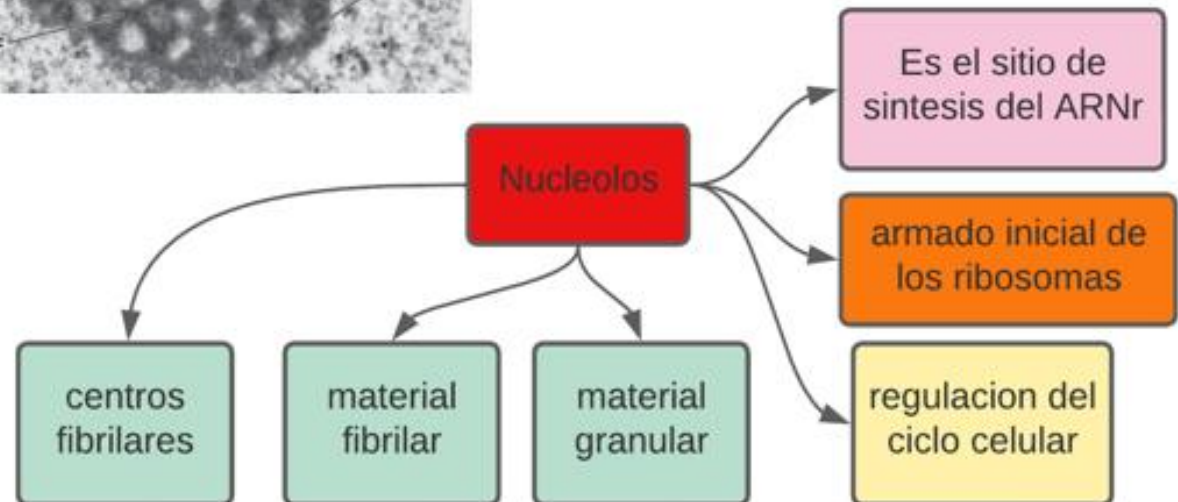 Es el sitio de
sintesis del ARNr
Nucleolos
armado inicial de
los ribosomas
centros
fibrilares
material
fibrilar
material
granular
regulacion del
ciclo celular